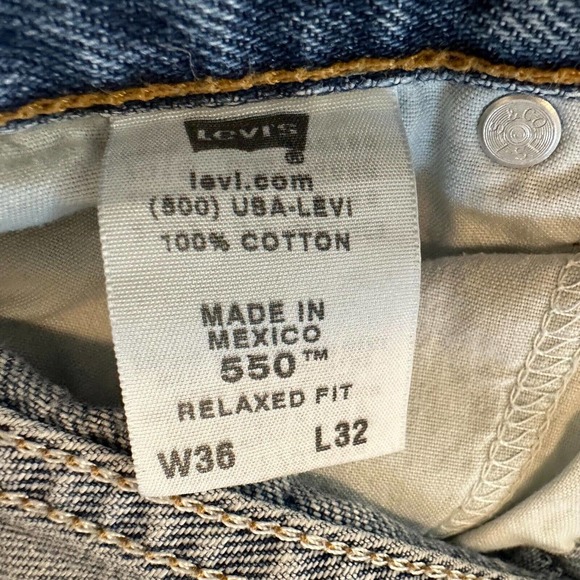 LEVI'S
®
levi.com
(800) USA-LEVI
100% COTTON
MADE IN
MEXICO
550™
RELAXED FIT
W36 L32